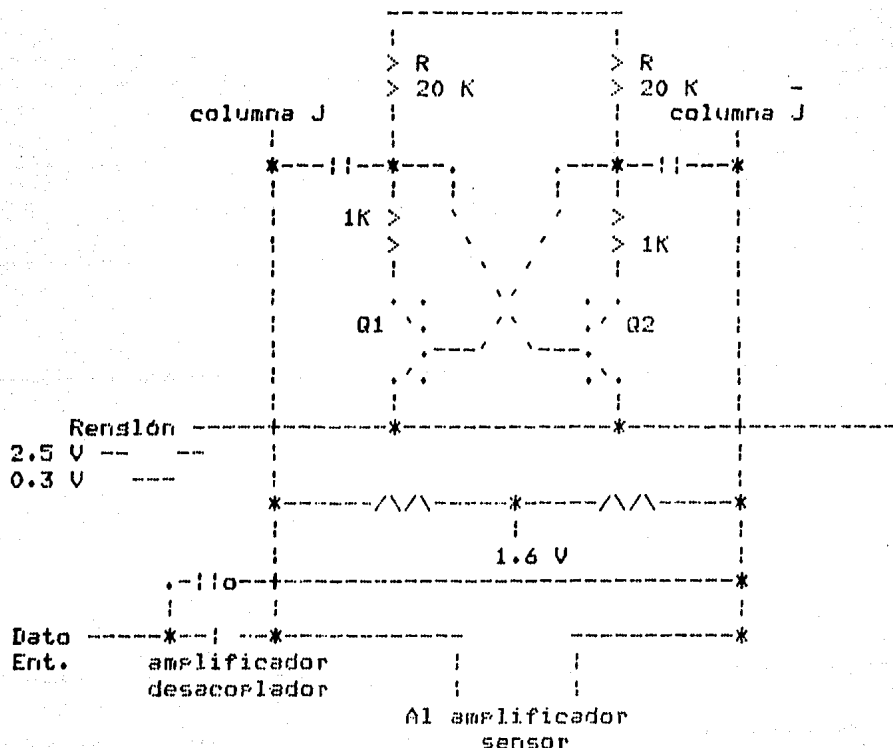 R R
20 K 20 K
columna J columna J̅
1K
1K
Q1 Q2
Renglón
2.5 V
0.3 V
1.6 V
Dato
Ent. amplificador
desacoplador
Al amplificador
sensor